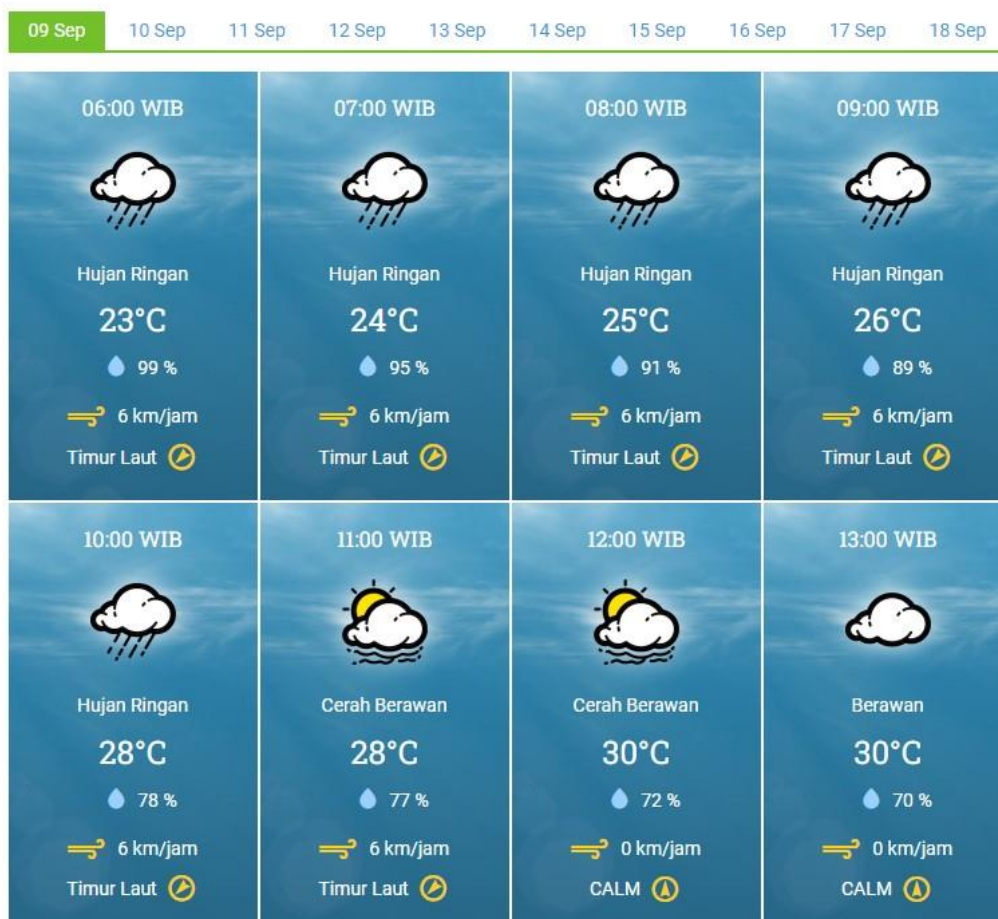 09 Sep 10 Sep 11 Sep 12 Sep 13 Sep 14 Sep 15 Sep 16 Sep 17 Sep 18 Sep
06:00 WIB 07:00 WIB 08:00 WIB 09:00 WIB
Hujan Ringan Hujan Ringan Hujan Ringan Hujan Ringan
23°C 24°C 25°C 26°C
99 % 95 % 91 % 89 %
6 km/jam 6 km/jam 6 km/jam 6 km/jam
Timur Laut Timur Laut Timur Laut Timur Laut
10:00 WIB 11:00 WIB 12:00 WIB 13:00 WIB
Hujan Ringan Cerah Berawan Cerah Berawan Berawan
28°C 28°C 30°C 30°C
78 % 77 % 72 % 70 %
6 km/jam 6 km/jam 0 km/jam 0 km/jam
Timur Laut Timur Laut CALM CALM